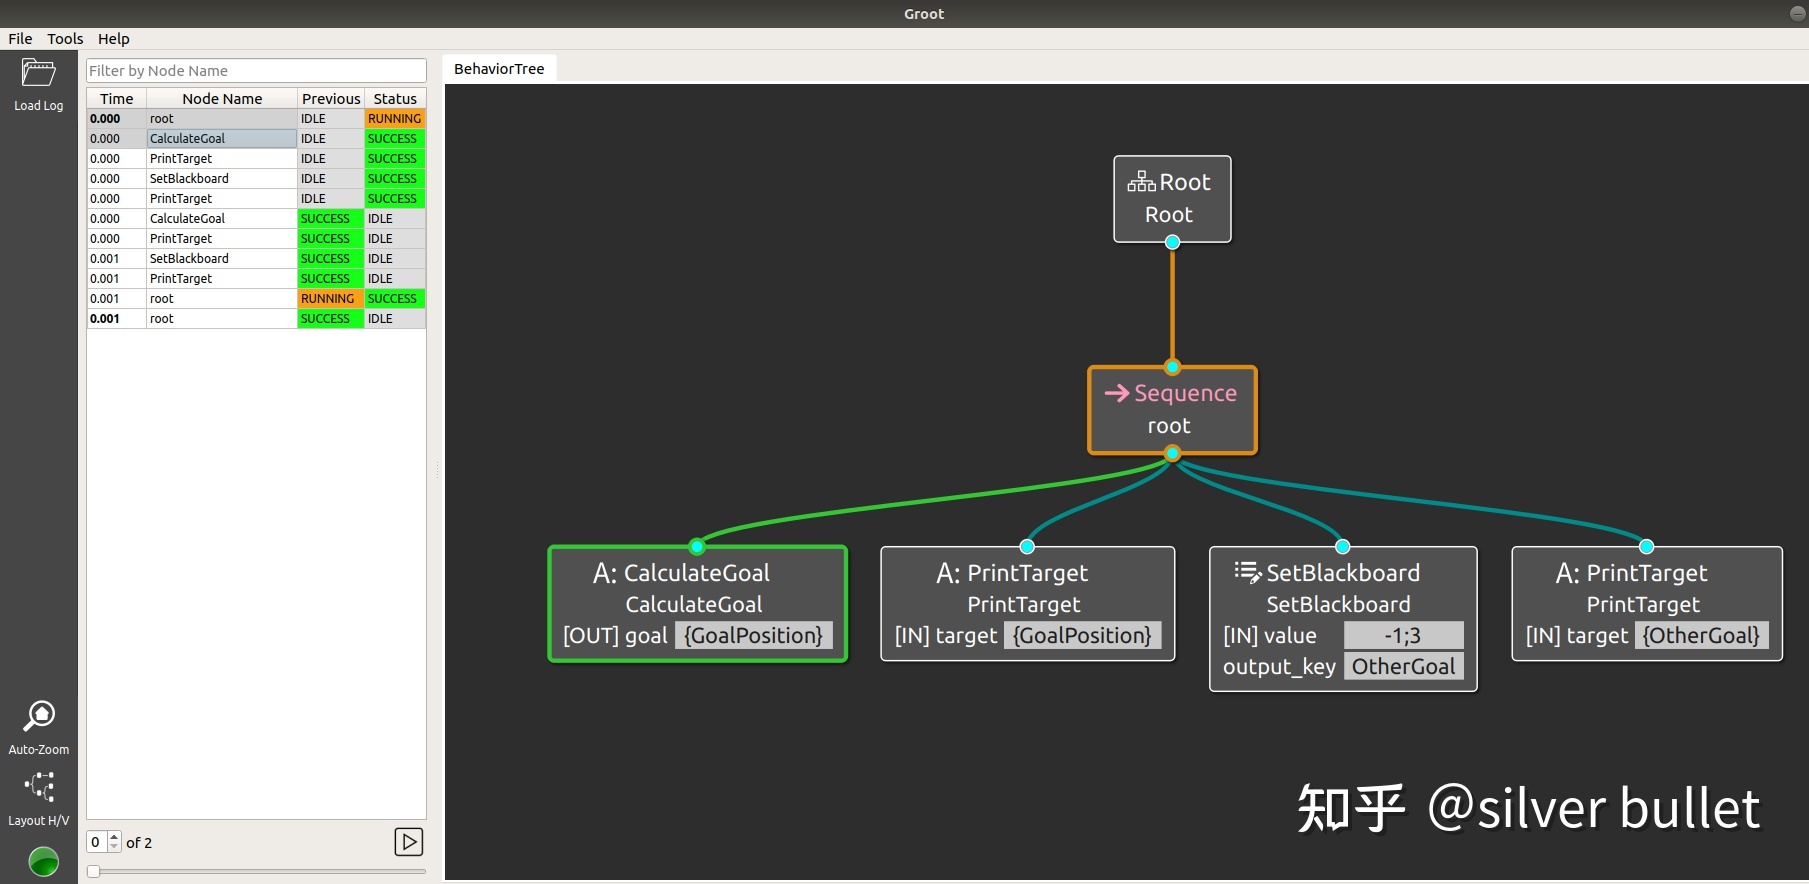 Groot
File Tools Help
Load Log
Filter by Node Name
Time Node Name Previous Status
0.000 root IDLE RUNNING
0.000 CalculateGoal IDLE SUCCESS
0.000 PrintTarget IDLE SUCCESS
0.000 SetBlackboard IDLE SUCCESS
0.000 PrintTarget IDLE SUCCESS
0.000 CalculateGoal SUCCESS IDLE
0.000 PrintTarget SUCCESS IDLE
0.001 SetBlackboard SUCCESS IDLE
0.001 PrintTarget SUCCESS IDLE
0.001 root RUNNING SUCCESS
0.001 root SUCCESS IDLE
Auto-Zoom
Layout H/V
0 of 2
BehaviorTree
Root
Root
Sequence
root
A: CalculateGoal
CalculateGoal
[OUT] goal {GoalPosition}
A: PrintTarget
PrintTarget
[IN] target {GoalPosition}
SetBlackboard
SetBlackboard
[IN] value -1;3
output_key OtherGoal
A: PrintTarget
PrintTarget
[IN] target {OtherGoal}
知乎 @silver bullet